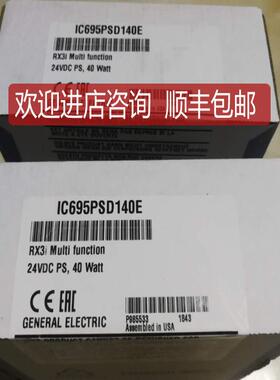 IC695PSD140E
RX3i Multi function
24VDC PS, 40 Watt
欢迎进店咨询 顺丰包邮
IC695PSD140E
RX3i Multi function
24VDC PS, 40 Watt
CE EAC
GENERAL ELECTRIC
P985533 1843
Assembled in USA